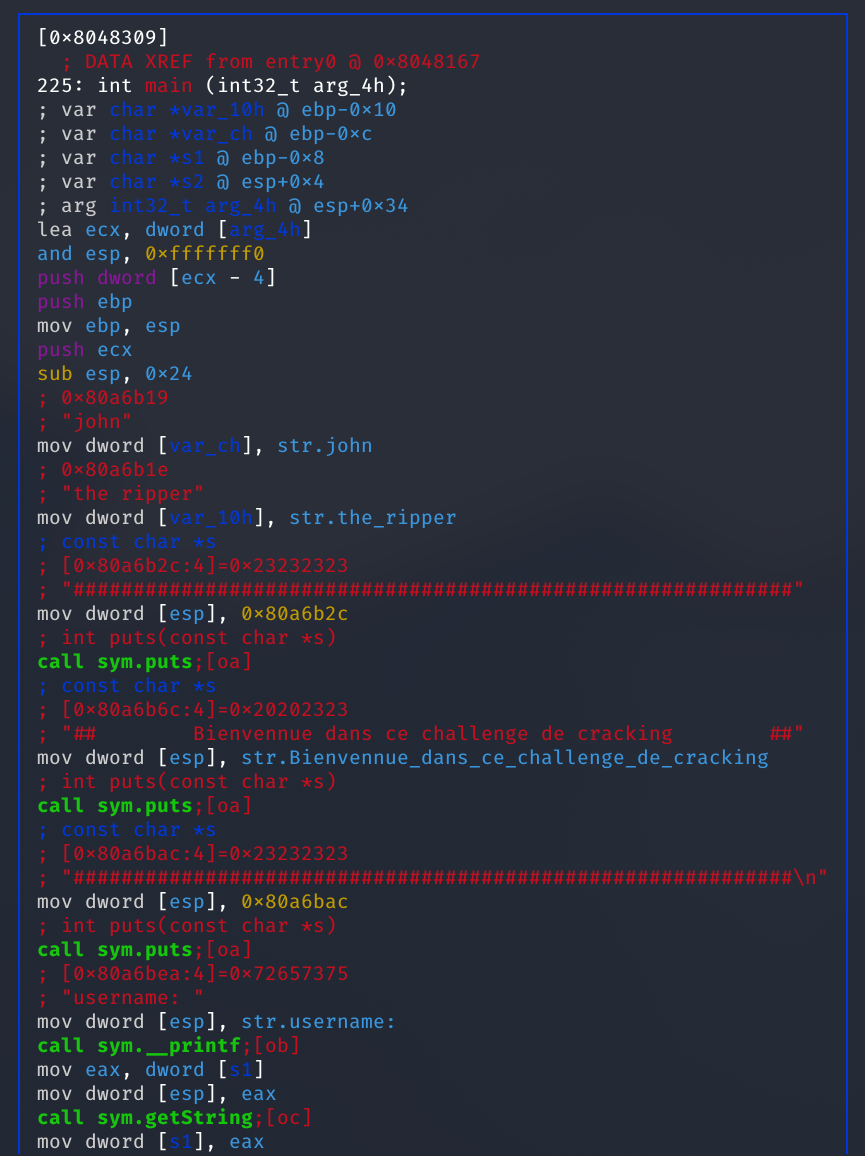 [0×8048309]
; DATA XREF from entry0 @ 0×8048167
225: int main (int32_t arg_4h);
; var char *var_10h @ ebp-0×10
; var char *var_ch @ ebp-0×c
; var char *s1 @ ebp-0×8
; var char *s2 @ esp+0×4
; arg int32_t arg_4h @ esp+0×34
lea ecx, dword [arg_4h]
and esp, 0×fffffff0
push dword [ecx - 4]
push ebp
mov ebp, esp
push ecx
sub esp, 0×24
; 0×80a6b19
; "john"
mov dword [var_ch], str.john
; 0×80a6b1e
; "the ripper"
mov dword [var_10h], str.the_ripper
; const char *s
; [0×80a6b2c:4]=0×23232323
; "############################################################"
mov dword [esp], 0×80a6b2c
; int puts(const char *s)
call sym.puts;[oa]
; const char *s
; [0×80a6b6c:4]=0×20202323
; "##        Bienvennue dans ce challenge de cracking        ##"
mov dword [esp], str.Bienvennue_dans_ce_challenge_de_cracking
; int puts(const char *s)
call sym.puts;[oa]
; const char *s
; [0×80a6bac:4]=0×23232323
; "############################################################\n"
mov dword [esp], 0×80a6bac
; int puts(const char *s)
call sym.puts;[oa]
; [0×80a6bea:4]=0×72657375
; "username: "
mov dword [esp], str.username:
call sym.__printf;[ob]
mov eax, dword [s1]
mov dword [esp], eax
call sym.getString;[oc]
mov dword [s1], eax